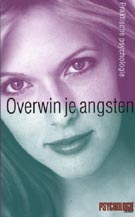 Praktische psychologie
Overwin je angsten
PSYCHOLOGIE